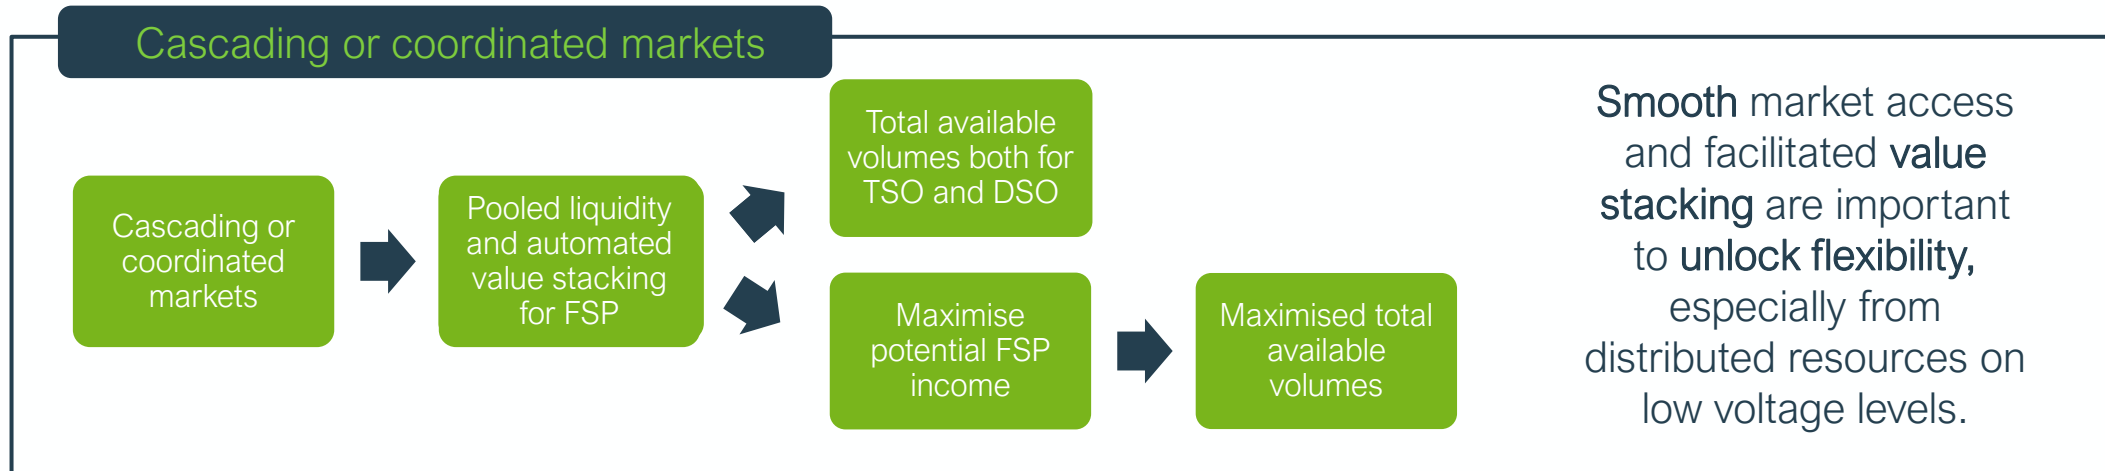 Cascading or coordinated markets
Cascading or
coordinated
markets
Pooled liquidity
and automated
value stacking
for FSP
Total available
volumes both for
TSO and DSO
Maximise
potential FSP
income
Maximised total
available
volumes
Smooth market access
and facilitated value
stacking are important
to unlock flexibility,
especially from
distributed resources on
low voltage levels.